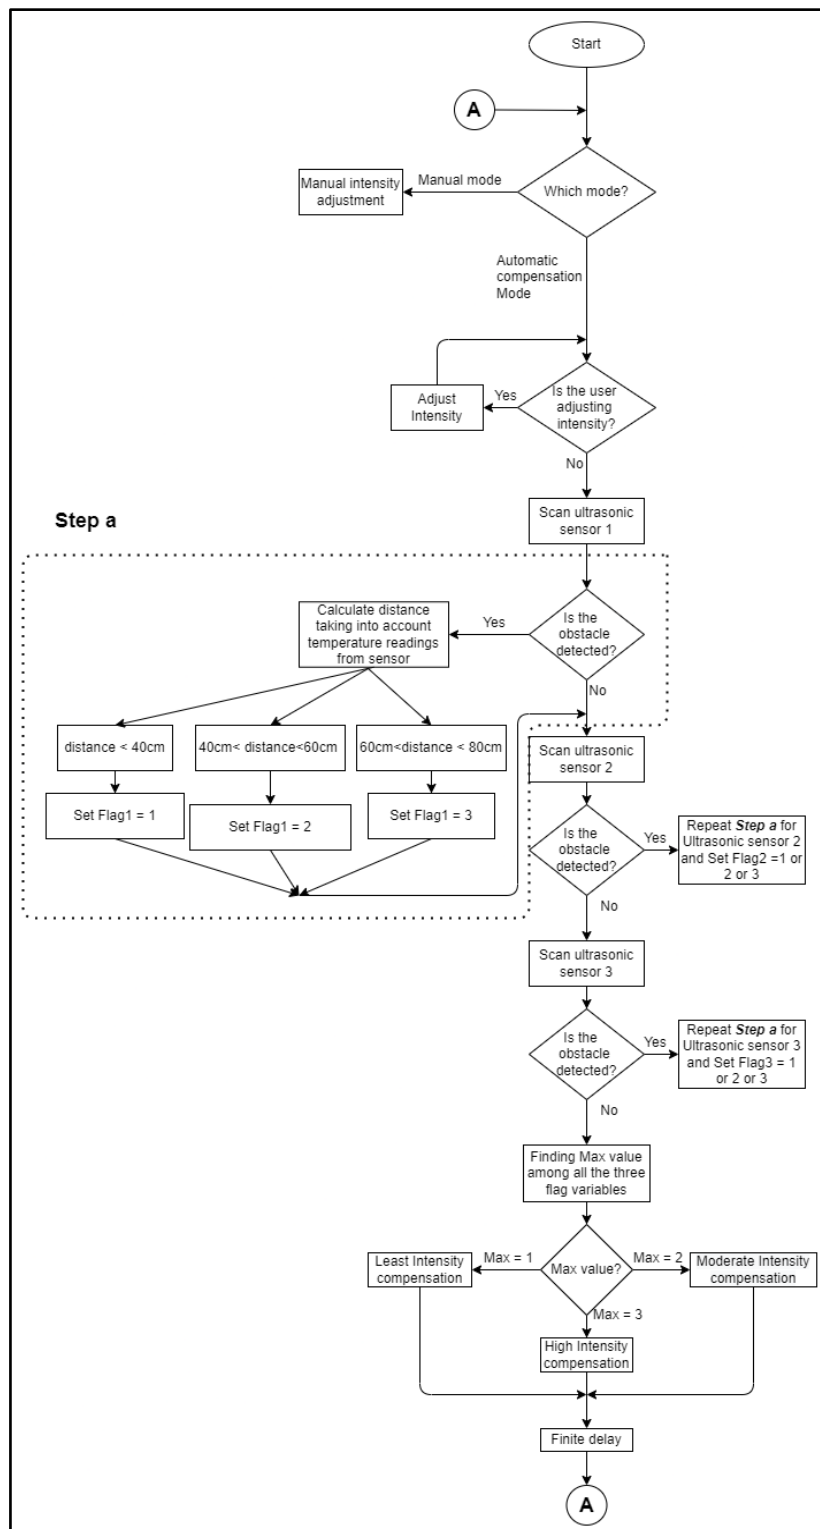 Start
A
Which mode?
Manual mode
Manual intensity
adjustment
Automatic
compensation
Mode
Is the user
adjusting
intensity?
Yes
Adjust
Intensity
No
Scan ultrasonic
sensor 1
Step a
Is the
obstacle
detected?
Yes
Calculate distance
taking into account
temperature readings
from sensor
No
distance < 40cm
40cm< distance<60cm
60cm<distance < 80cm
Set Flag1 = 1
Set Flag1 = 2
Set Flag1 = 3
Scan ultrasonic
sensor 2
Is the
obstacle
detected?
Yes
Repeat Step a for
Ultrasonic sensor 2
and Set Flag2 =1 or
2 or 3
No
Scan ultrasonic
sensor 3
Is the
obstacle
detected?
Yes
Repeat Step a for
Ultrasonic sensor 3
and Set Flag3 = 1
or 2 or 3
No
Finding Max value
among all the three
flag variables
Max value?
Max = 1
Least Intensity
compensation
Max = 2
Moderate Intensity
compensation
Max = 3
High Intensity
compensation
Finite delay
A